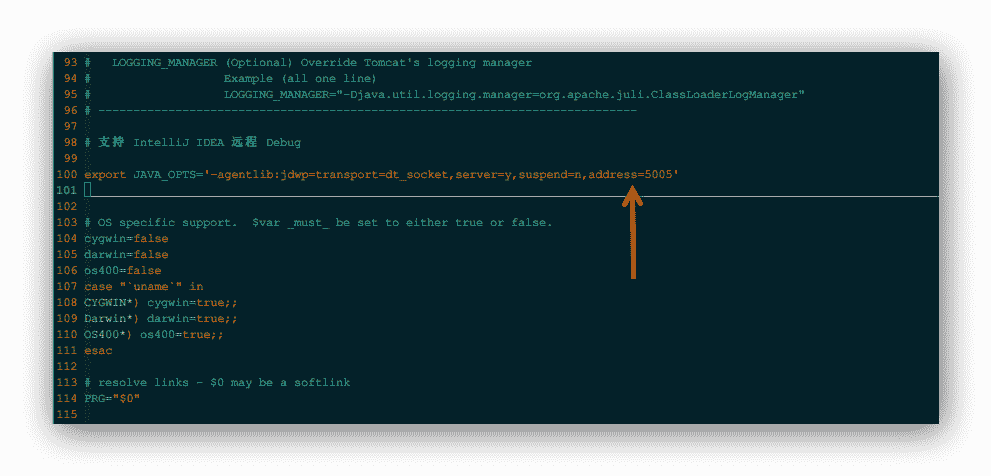 93 #   LOGGING_MANAGER (Optional) Override Tomcat's logging manager
94 #                   Example (all one line)
95 #                   LOGGING_MANAGER="-Djava.util.logging.manager=org.apache.juli.ClassLoaderLogManager"
96 # -----------------------------------------------------------------------------
97
98 # 支持 IntelliJ IDEA 远程 Debug
99
100 export JAVA_OPTS='-agentlib:jdwp=transport=dt_socket,server=y,suspend=n,address=5005'
101
102
103 # OS specific support.  $var _must_ be set to either true or false.
104 cygwin=false
105 darwin=false
106 os400=false
107 case "`uname`" in
108 CYGWIN*) cygwin=true;;
109 Darwin*) darwin=true;;
110 OS400*) os400=true;;
111 esac
112
113 # resolve links - $0 may be a softlink
114 PRG="$0"
115